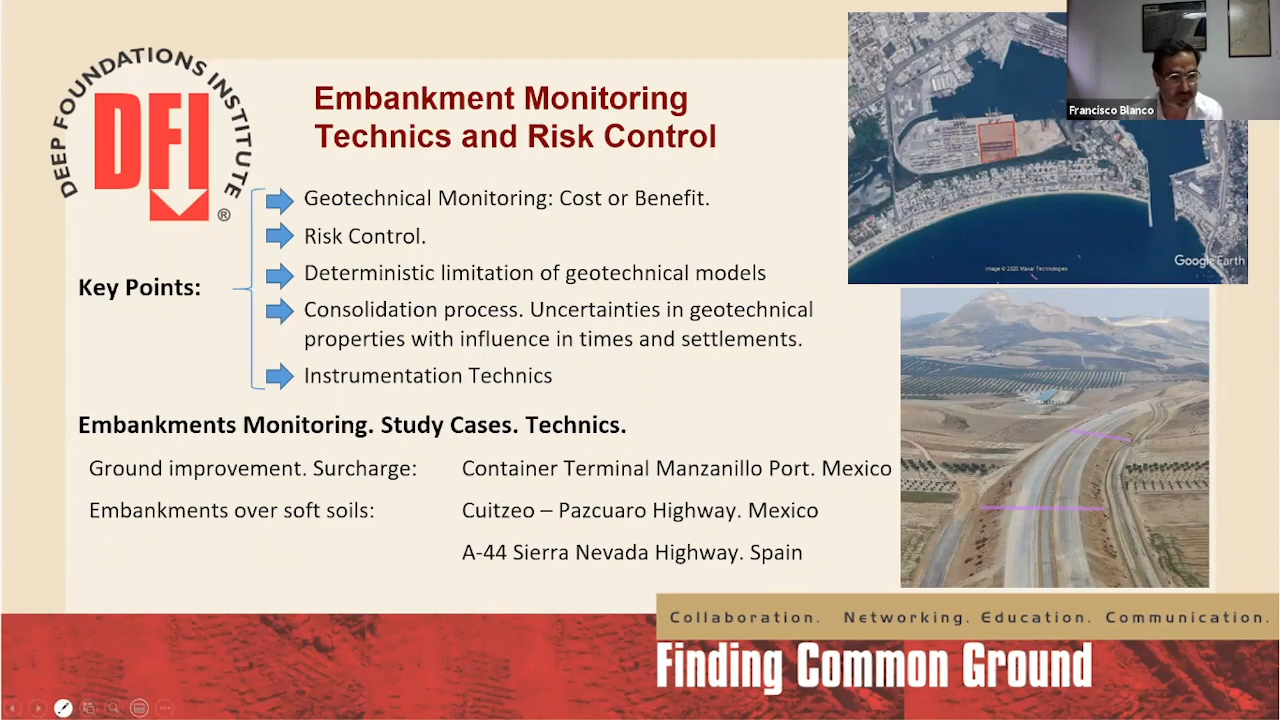 DEEP FOUNDATIONS INSTITUTE
DFI
®
Embankment Monitoring
Technics and Risk Control
Key Points:
Geotechnical Monitoring: Cost or Benefit.
Risk Control.
Deterministic limitation of geotechnical models
Consolidation process. Uncertainties in geotechnical
properties with influence in times and settlements.
Instrumentation Technics
Embankments Monitoring. Study Cases. Technics.
Ground improvement. Surcharge: Container Terminal Manzanillo Port. Mexico
Embankments over soft soils: Cuitzeo – Pazcuaro Highway. Mexico
A-44 Sierra Nevada Highway. Spain
Francisco Blanco
Image © 2020 Maxar Technologies
Google Earth
Collaboration. Networking. Education. Communication.
Finding Common Ground